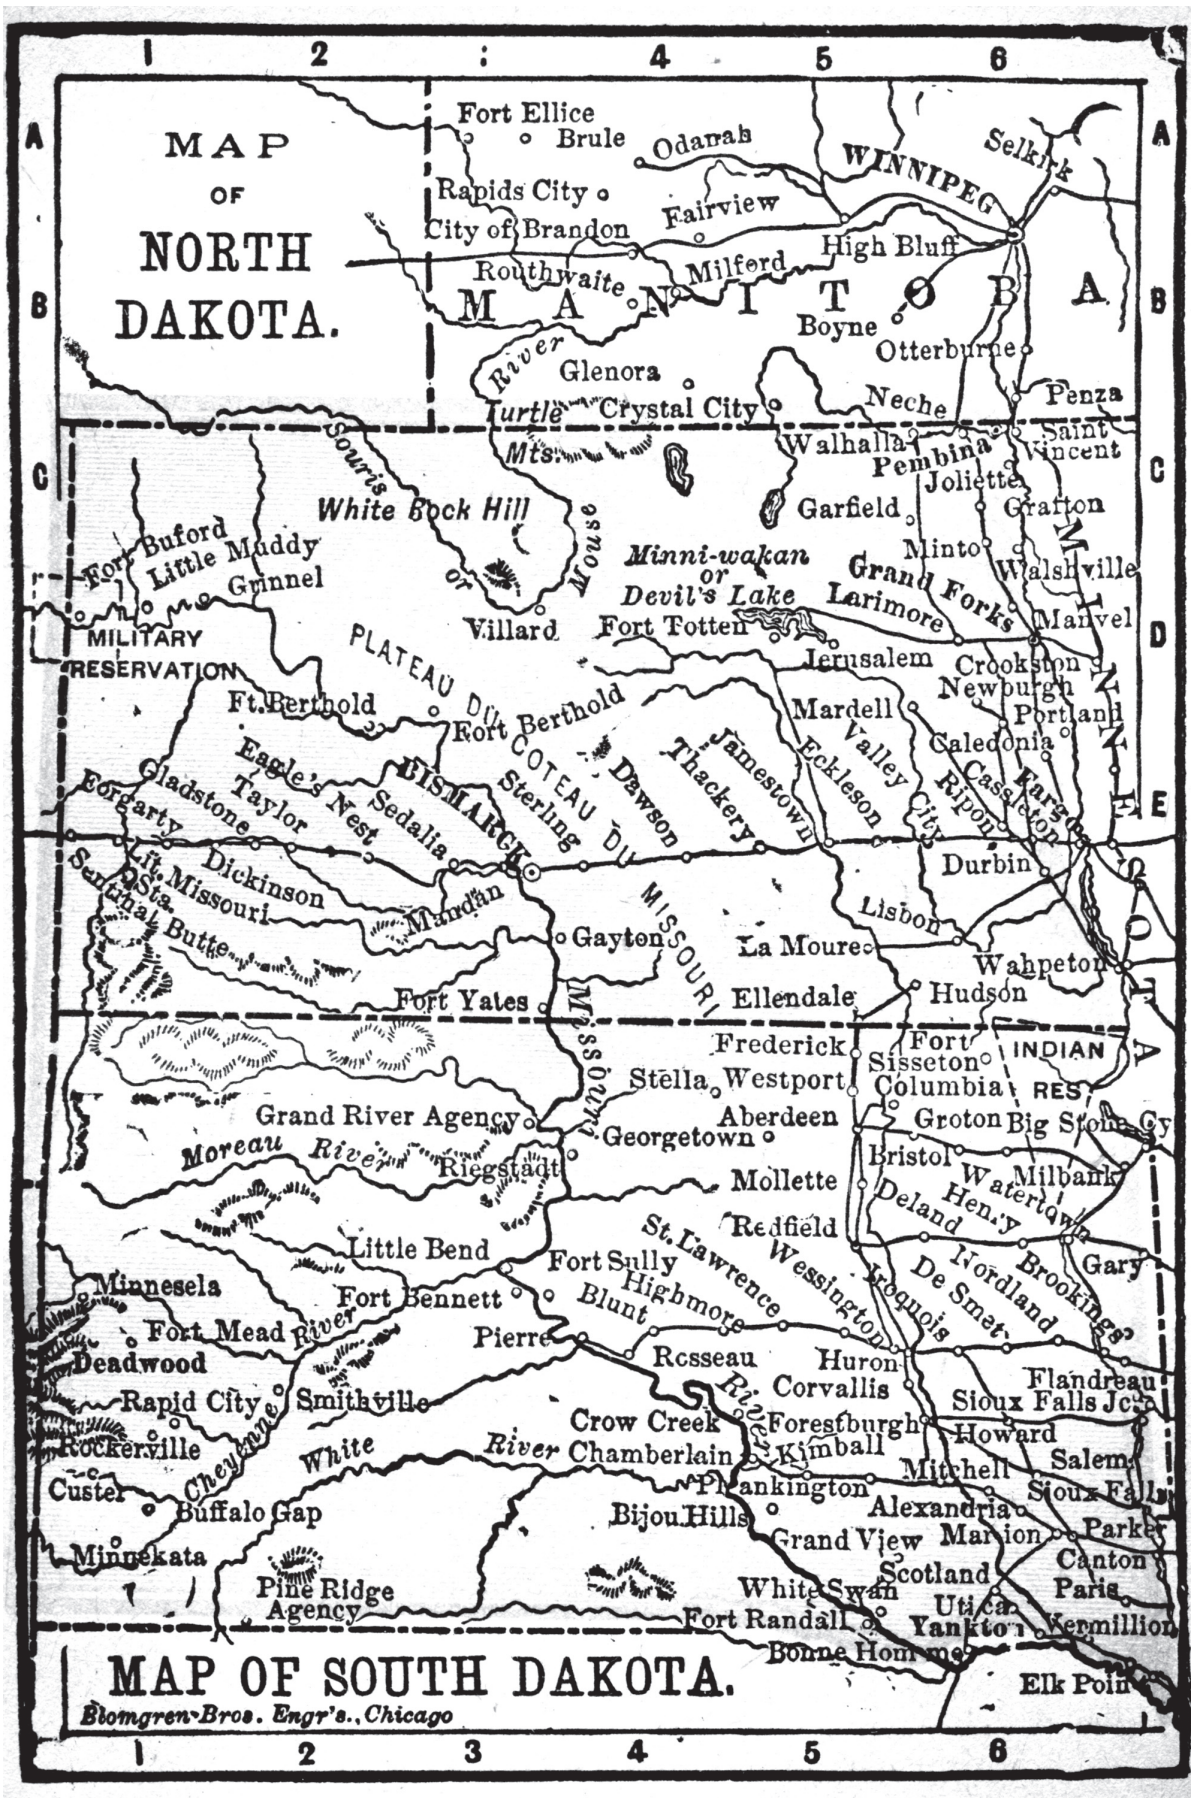 1 2 : 4 5 6
A
A
MAP
OF
NORTH
DAKOTA.
Fort Ellice
Brule
Odanah
WINNIPEG
Selkirk
Rapids City
Fairview
City of Brandon
High Bluff
Routhwaite
Milford
MANITOBA
B
B
Boyne
Otterburne
River
Glenora
Penza
Turtle
Crystal City
Neche
Mts.
Walhalla
Saint
Vincent
Pembina
C
C
Souris
Joliette
White Rock Hill
Garfield
Grafton
Mouse
Fort Buford
Little Muddy
Minni-wakan
or
Devil's Lake
Minto
Walshville
Grinnel
or
Grand Forks
Larimore
Manvel
MILITARY
RESERVATION
Villard
Fort Totten
D
D
Jerusalem
Crookston
MINNESOTA
PLATEAU DU COTEAU DU MISSOURI
Newburgh
Ft. Berthold
Fort Berthold
Mardell
Portland
Caledonia
Eagle's Nest
BISMARCK
Sterling
Dawson
Thackery
Jamestown
Eckleson
Valley City
Ripon
Cassleton
Fargo
Forgarty
Gladstone
Taylor
Sedalia
E
E
Sentinal Butte
Lit. Missouri
Sta.
Dickinson
Mandan
Durbin
Lisbon
Gayton
La Moure
Wahpeton
Fort Yates
Missouri
Ellendale
Hudson
Frederick
Fort
Sisseton
INDIAN
RES
Stella
Westport
Columbia
Grand River Agency
Aberdeen
Groton
Big Stone Cy
Georgetown
Moreau River
Riegstadt
Bristol
Milbank
Mollette
Watertown
Deland
Henry
Redfield
Little Bend
Fort Sully
St. Lawrence
Wessington
Iroquois
De Smet
Nordland
Brookings
Gary
Minnesela
Fort Bennett
Blunt
Highmore
Fort Mead
River
Pierre
Deadwood
Rosseau
Huron
Corvallis
Flandreau
Rapid City
Smithville
River
Sioux Falls Jc.
Crow Creek
Forestburgh
Rockerville
Cheyenne
White River
Chamberlain
Kimball
Howard
Salem
Custer
Plankington
Mitchell
Sioux Falls
Buffalo Gap
Bijou Hills
Alexandria
Minnekata
Grand View
Marion
Parker
Canton
Pine Ridge
Agency
Scotland
White Swan
Paris
Utica
Fort Randall
Yankton
Vermillion
Bonne Homme
Elk Point
MAP OF SOUTH DAKOTA.
Blomgren-Bros. Engr's., Chicago
1 2 3 4 5 6